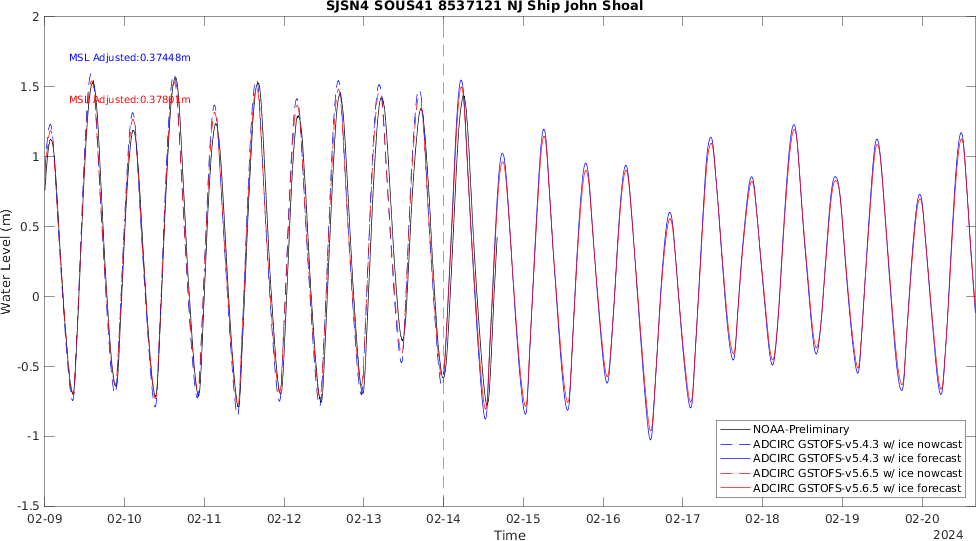 SJSN4 SOUS41 8537121 NJ Ship John Shoal
2
MSL Adjusted:0.37448m
1.5
MSL Adjusted:0.37801m
1
0.5
Water Level (m)
0
-0.5
-1
-1.5
NOAA-Preliminary
ADCIRC GSTOFS-v5.4.3 w/ ice nowcast
ADCIRC GSTOFS-v5.4.3 w/ ice forecast
ADCIRC GSTOFS-v5.6.5 w/ ice nowcast
ADCIRC GSTOFS-v5.6.5 w/ ice forecast
02-09 02-10 02-11 02-12 02-13 02-14 02-15 02-16 02-17 02-18 02-19 02-20
Time
2024